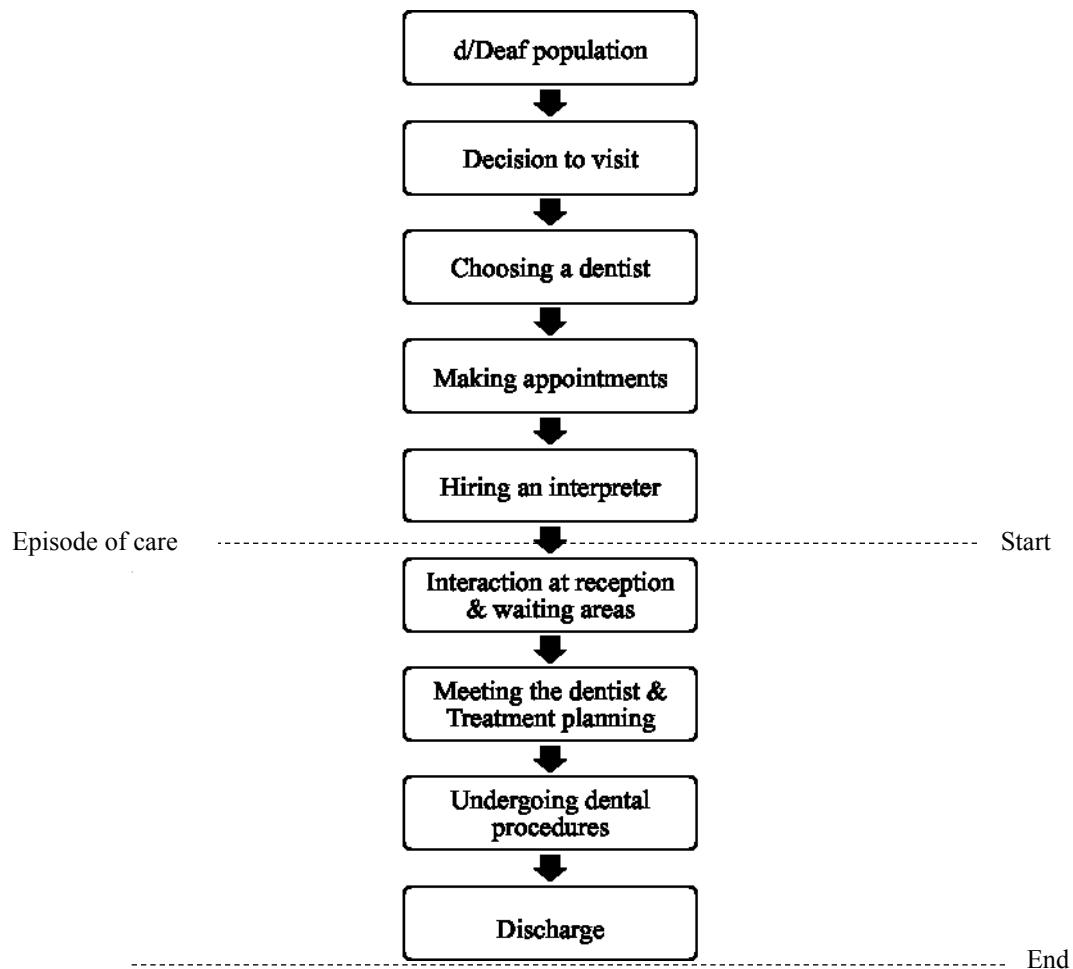 d/Deaf population
Decision to visit
Choosing a dentist
Making appointments
Hiring an interpreter
Episode of care
Start
Interaction at reception
& waiting areas
Meeting the dentist &
Treatment planning
Undergoing dental
procedures
Discharge
End